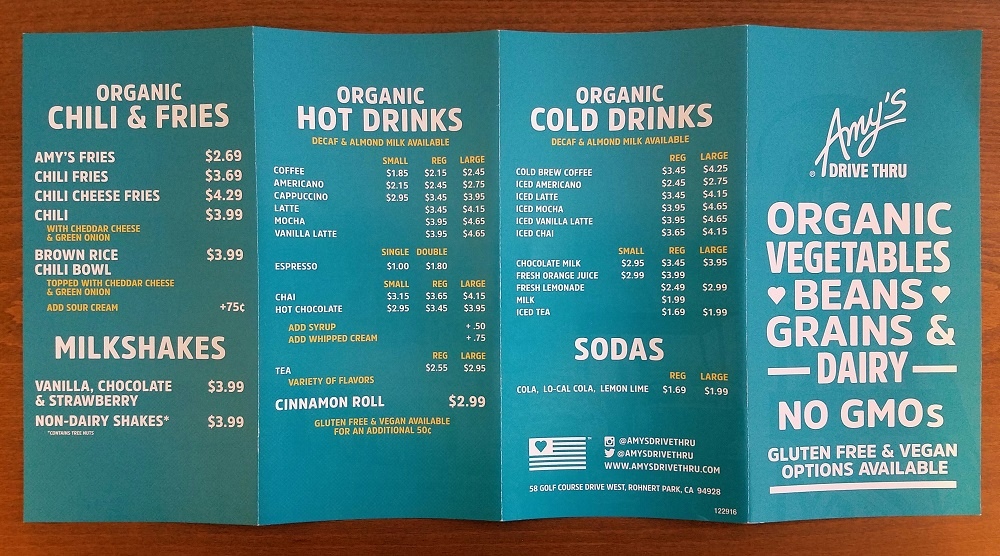 ORGANIC
CHILI & FRIES
AMY'S FRIES $2.69
CHILI FRIES $3.69
CHILI CHEESE FRIES $4.29
CHILI $3.99
WITH CHEDDAR CHEESE
& GREEN ONION
BROWN RICE $3.99
CHILI BOWL
TOPPED WITH CHEDDAR CHEESE
& GREEN ONION
ADD SOUR CREAM +75¢
MILKSHAKES
VANILLA, CHOCOLATE $3.99
& STRAWBERRY
NON-DAIRY SHAKES* $3.99
*CONTAINS TREE NUTS
ORGANIC
HOT DRINKS
DECAF & ALMOND MILK AVAILABLE
SMALL REG LARGE
COFFEE $1.85 $2.15 $2.45
AMERICANO $2.15 $2.45 $2.75
CAPPUCCINO $2.95 $3.45 $3.95
LATTE $3.45 $4.15
MOCHA $3.95 $4.65
VANILLA LATTE $3.95 $4.65
SINGLE DOUBLE
ESPRESSO $1.00 $1.80
SMALL REG LARGE
CHAI $3.15 $3.65 $4.15
HOT CHOCOLATE $2.95 $3.45 $3.95
ADD SYRUP + .50
ADD WHIPPED CREAM + .75
REG LARGE
TEA $2.55 $2.95
VARIETY OF FLAVORS
CINNAMON ROLL $2.99
GLUTEN FREE & VEGAN AVAILABLE
FOR AN ADDITIONAL 50¢
ORGANIC
COLD DRINKS
DECAF & ALMOND MILK AVAILABLE
REG LARGE
COLD BREW COFFEE $3.45 $4.25
ICED AMERICANO $2.45 $2.75
ICED LATTE $3.45 $4.15
ICED MOCHA $3.95 $4.65
ICED VANILLA LATTE $3.95 $4.65
ICED CHAI $3.65 $4.15
SMALL REG LARGE
CHOCOLATE MILK $2.95 $3.45 $3.95
FRESH ORANGE JUICE $2.99 $3.99
FRESH LEMONADE $2.49 $2.99
MILK $1.99
ICED TEA $1.69 $1.99
SODAS
REG LARGE
COLA, LO-CAL COLA, LEMON LIME $1.69 $1.99
@AMYSDRIVETHRU
@AMYSDRIVETHRU
WWW.AMYSDRIVETHRU.COM
58 GOLF COURSE DRIVE WEST, ROHNERT PARK, CA 94928
122916
Amy's
® DRIVE THRU
ORGANIC
VEGETABLES
♥ BEANS ♥
GRAINS &
DAIRY
NO GMOs
GLUTEN FREE & VEGAN
OPTIONS AVAILABLE